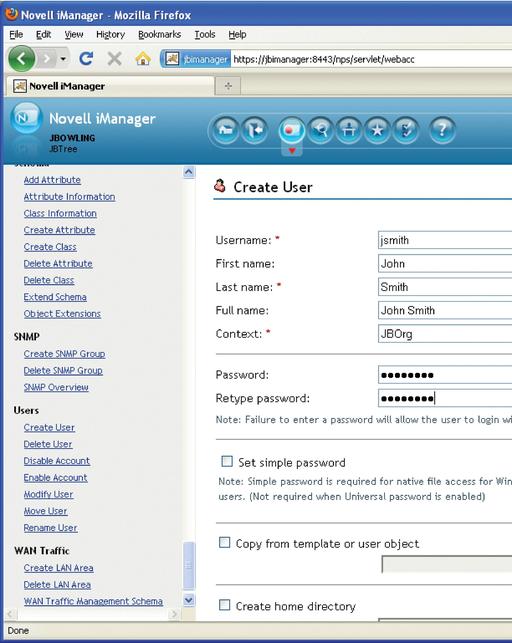 Novell iManager - Mozilla Firefox
File Edit View History Bookmarks Tools Help
jbimanager https://jbimanager:8443/nps/servlet/webacc
Novell iManager
N Novell iManager
JBOWLING
JBTree
Schema
Add Attribute
Attribute Information
Class Information
Create Attribute
Create Class
Delete Attribute
Delete Class
Extend Schema
Object Extensions
SNMP
Create SNMP Group
Delete SNMP Group
SNMP Overview
Users
Create User
Delete User
Disable Account
Enable Account
Modify User
Move User
Rename User
WAN Traffic
Create LAN Area
Delete LAN Area
WAN Traffic Management Schema
Create User
Username: * jsmith
First name: John
Last name: * Smith
Full name: John Smith
Context: * JBOrg
Password: ●●●●●●●●
Retype password: ●●●●●●●●
Note: Failure to enter a password will allow the user to login wi
Set simple password
Note: Simple password is required for native file access for Win
users. (Not required when Universal password is enabled)
Copy from template or user object
Create home directory
Done